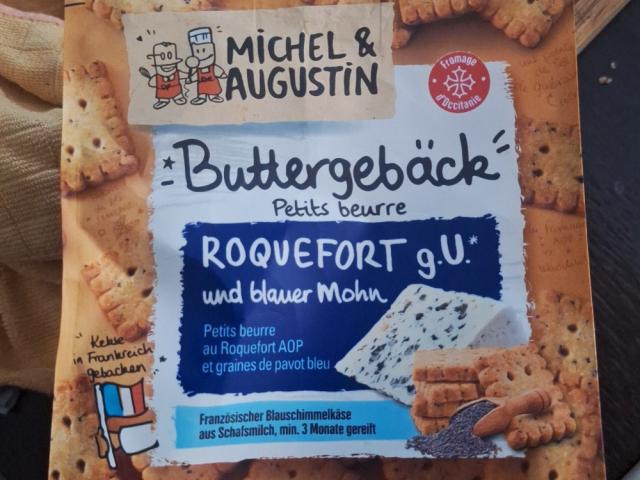 MICHEL &
AUGUSTIN
fromage
d'Occitanie
Buttergebäck
Petits beurre
ROQUEFORT g.U.*
und blauer Mohn
Petits beurre
au Roquefort AOP
et graines de pavot bleu
Kekse
in Frankreich
gebacken
Französischer Blauschimmelkäse
aus Schafsmilch, min. 3 Monate gereift